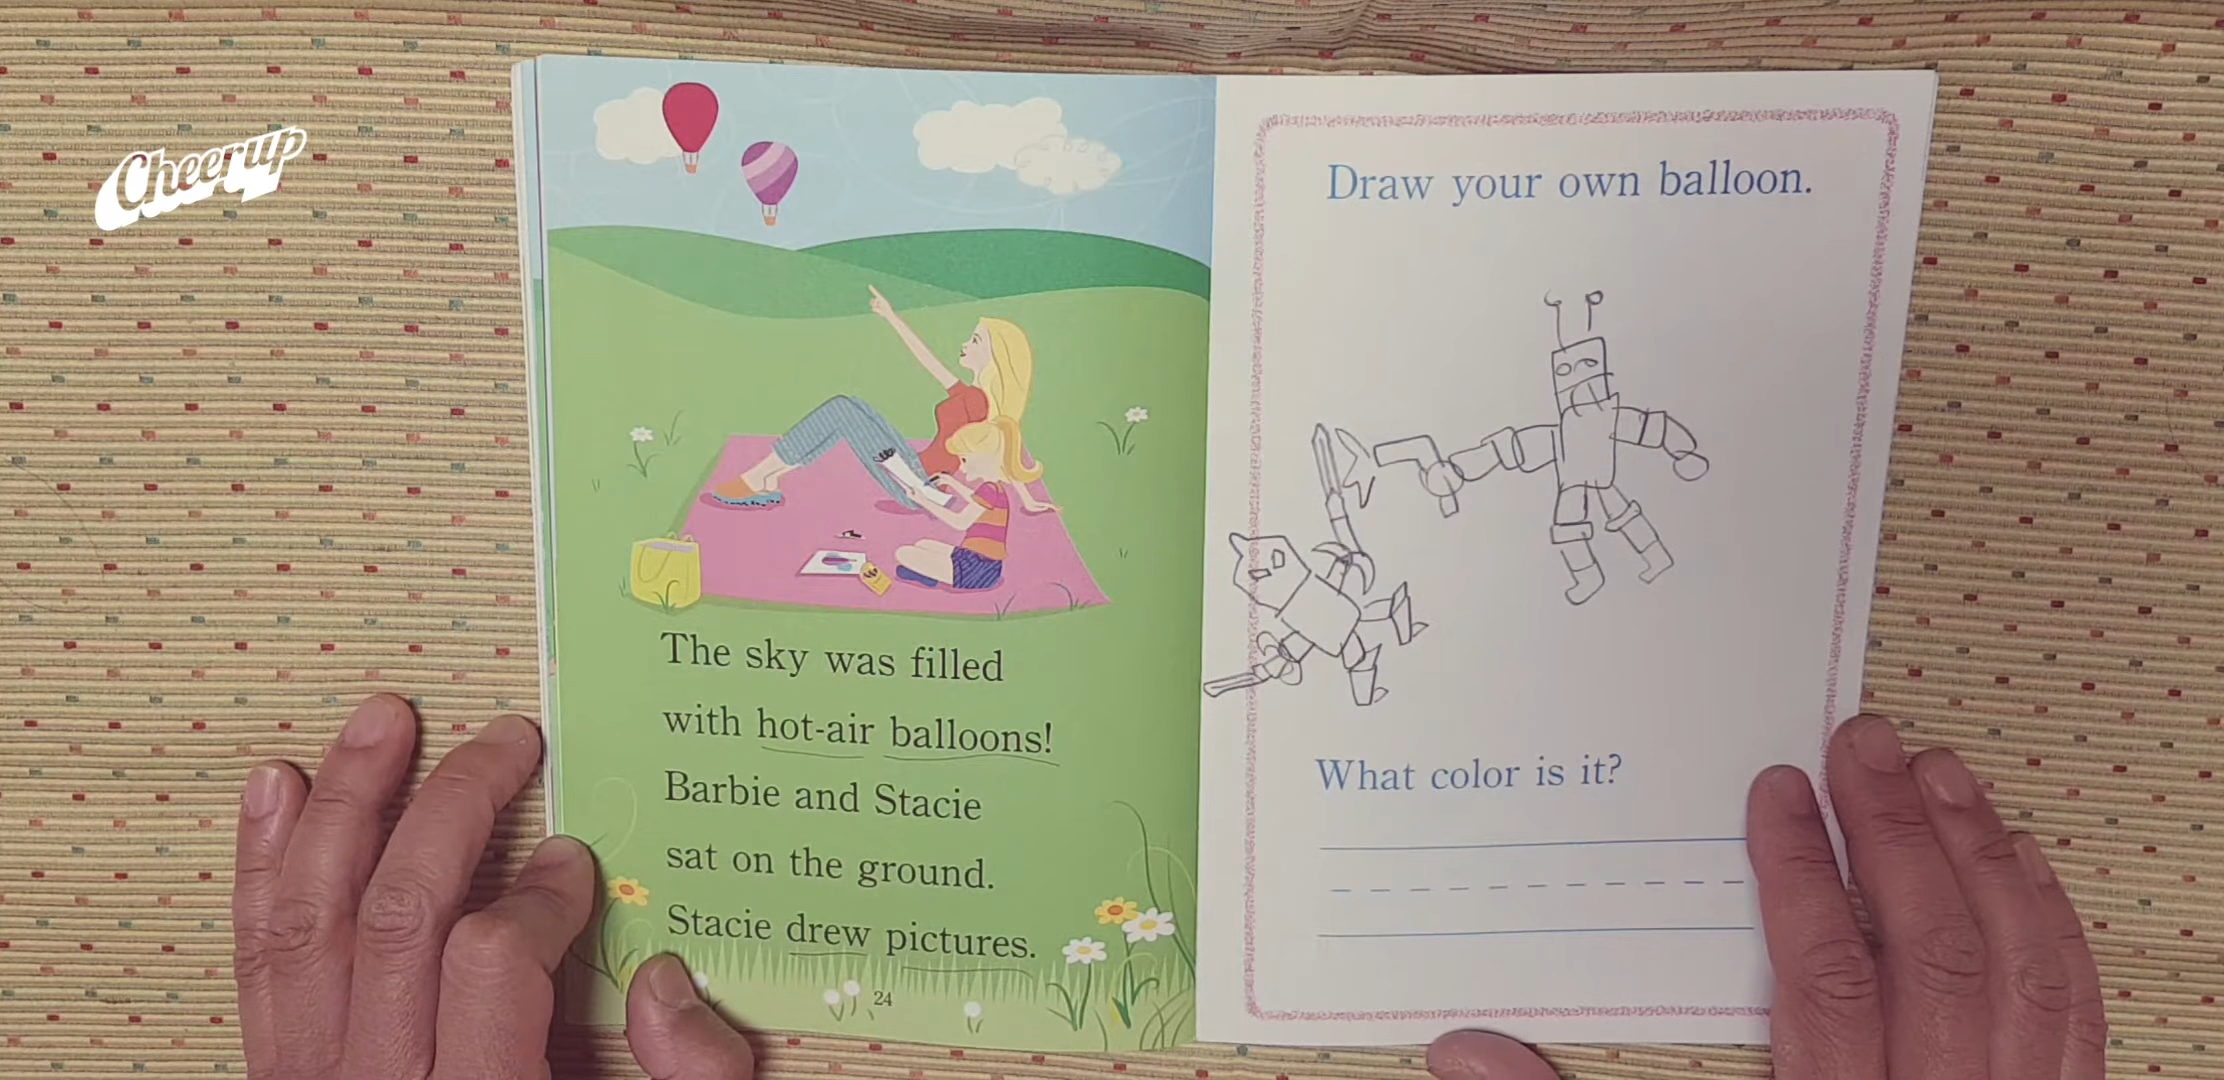 Cheerup
The sky was filled
with hot-air balloons!
Barbie and Stacie
sat on the ground.
Stacie drew pictures.
24
Draw your own balloon.
What color is it?